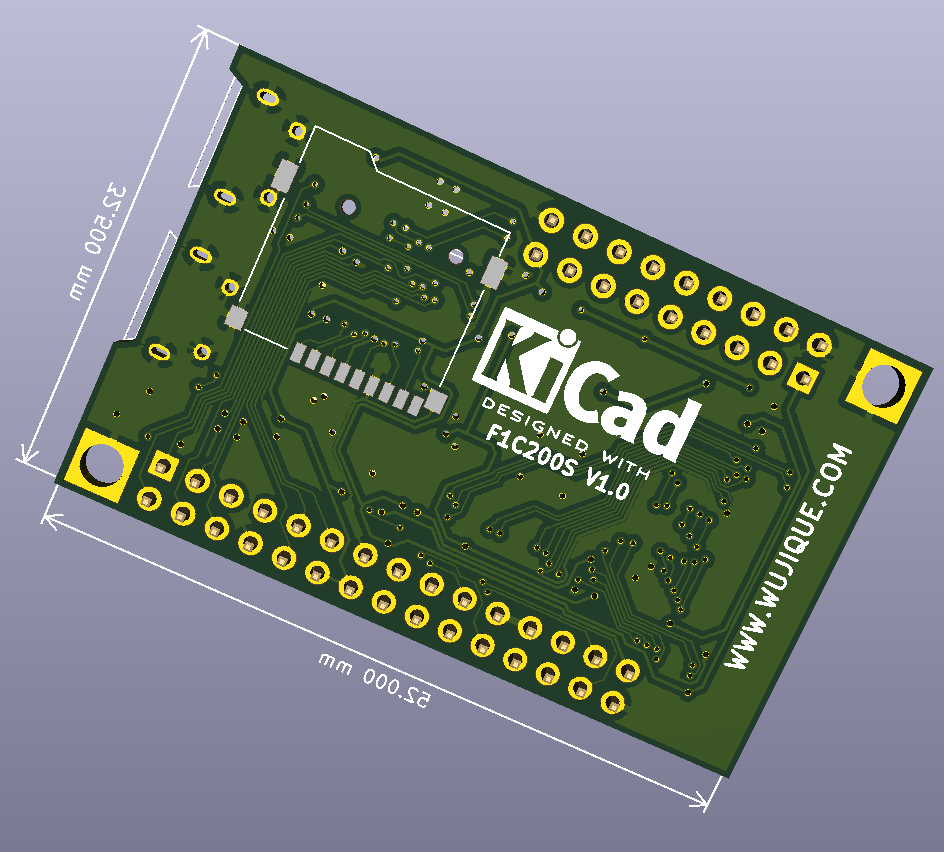 32.500 mm
KiCad
DESIGNED WITH
F1C200S V1.0
WWW.WUJIQUE.COM
52.000 mm